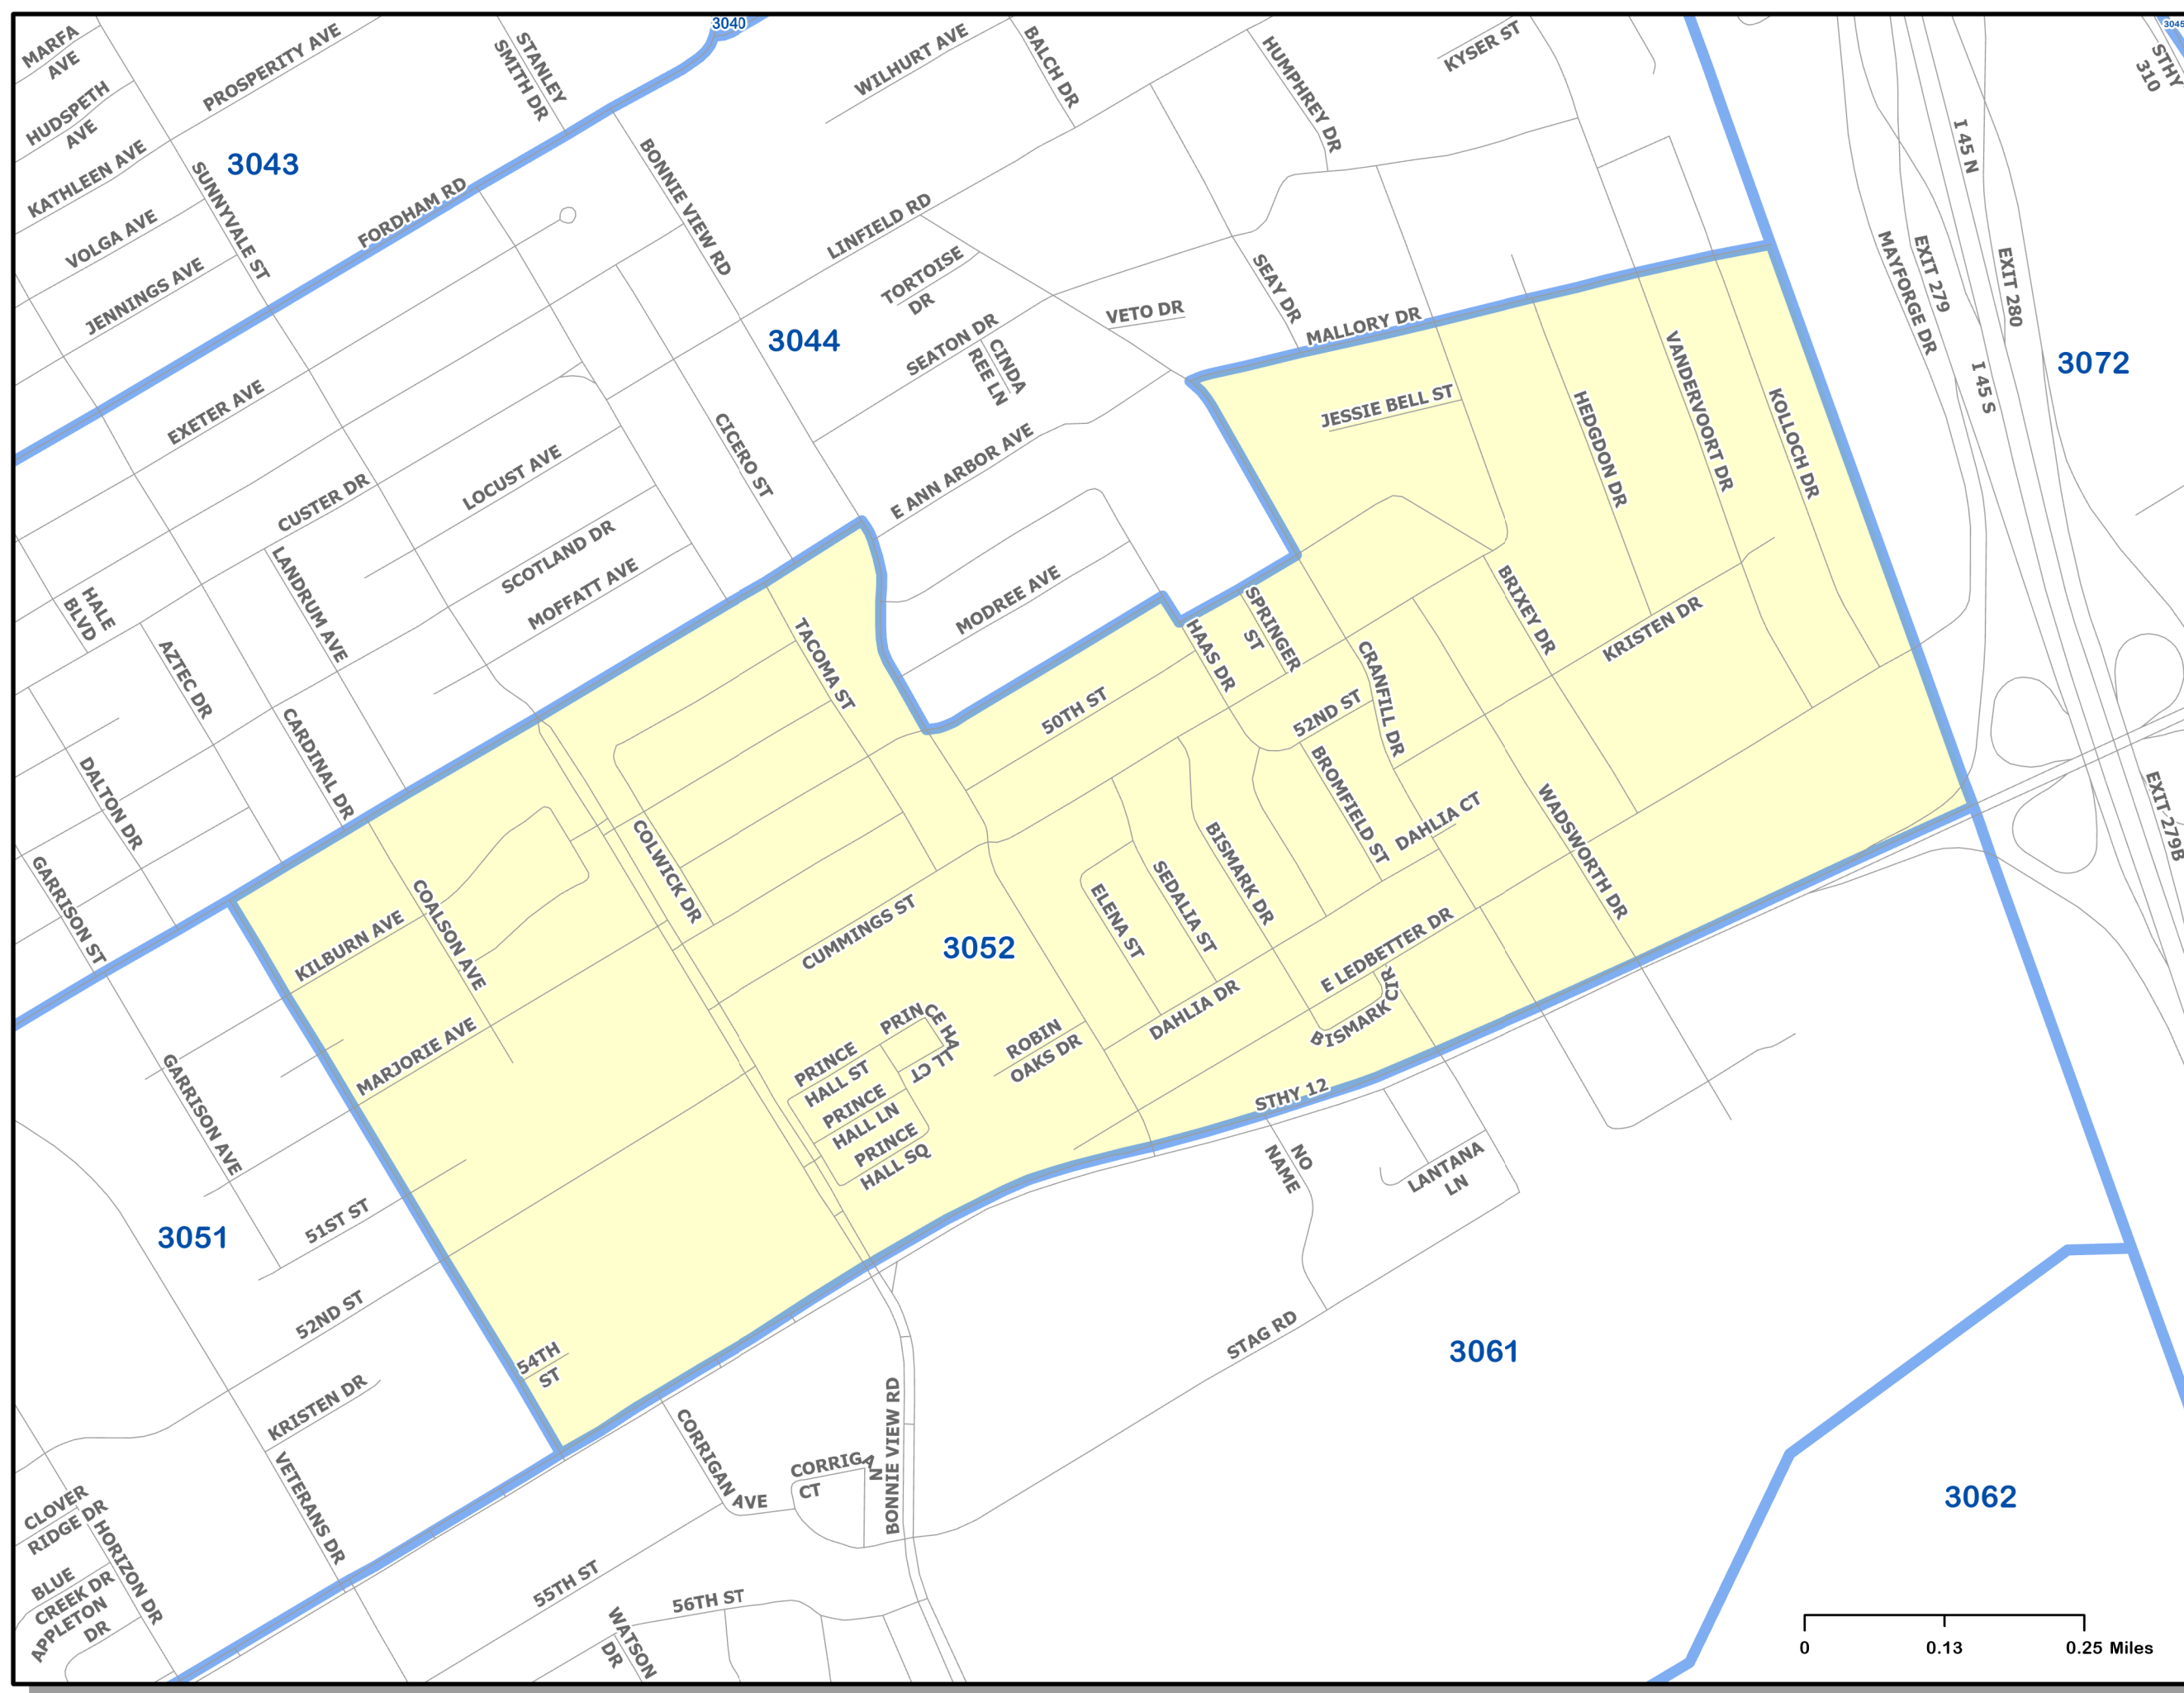 MARFA
AVE
HUDSPETH
AVE
KATHLEEN AVE
VOLGA AVE
JENNINGS AVE
PROSPERITY AVE
SUNNYVALE ST
3043
FORDHAM RD
STANLEY
SMITH DR
3040
BONNIE VIEW RD
WILHURT AVE
BALCH DR
HUMPHREY DR
KYSER ST
3045
STHY
310
I 45 N
EXIT 279
EXIT 280
MAYFORGE DR
I 45 S
3072
LINFIELD RD
TORTOISE
DR
SEATON DR
CINDA
REE LN
VETO DR
SEAY DR
MALLORY DR
3044
EXETER AVE
CUSTER DR
LOCUST AVE
SCOTLAND DR
MOFFATT AVE
CICERO ST
E ANN ARBOR AVE
MODREE AVE
JESSIE BELL ST
HEDGDON DR
VANDERVOORT DR
KOLLOCH DR
HALE
BLVD
LANDRUM AVE
AZTEC DR
CARDINAL DR
DALTON DR
GARRISON ST
TACOMA ST
HAAS DR
SPRINGER
ST
BRIXEY DR
KRISTEN DR
CRANFILL DR
50TH ST
52ND ST
BROMFIELD ST
DAHLIA CT
WADSWORTH DR
EXIT 279B
COLWICK DR
COALSON AVE
KILBURN AVE
CUMMINGS ST
3052
ELENA ST
SEDALIA ST
BISMARK DR
E LEDBETTER DR
DAHLIA DR
BISMARK CIR
MARJORIE AVE
GARRISON AVE
PRINCE HALL CT
PRINCE
HALL ST
PRINCE
HALL LN
PRINCE
HALL SQ
ROBIN
OAKS DR
STHY 12
NO
NAME
LANTANA
LN
3051
51ST ST
52ND ST
54TH
ST
KRISTEN DR
STAG RD
3061
VETERANS DR
CORRIGAN AVE
CORRIGAN
CT
BONNIE VIEW RD
3062
CLOVER
RIDGE DR
HORIZON DR
BLUE
CREEK DR
APPLETON
DR
55TH ST
56TH ST
WATSON
DR
0 0.13 0.25 Miles